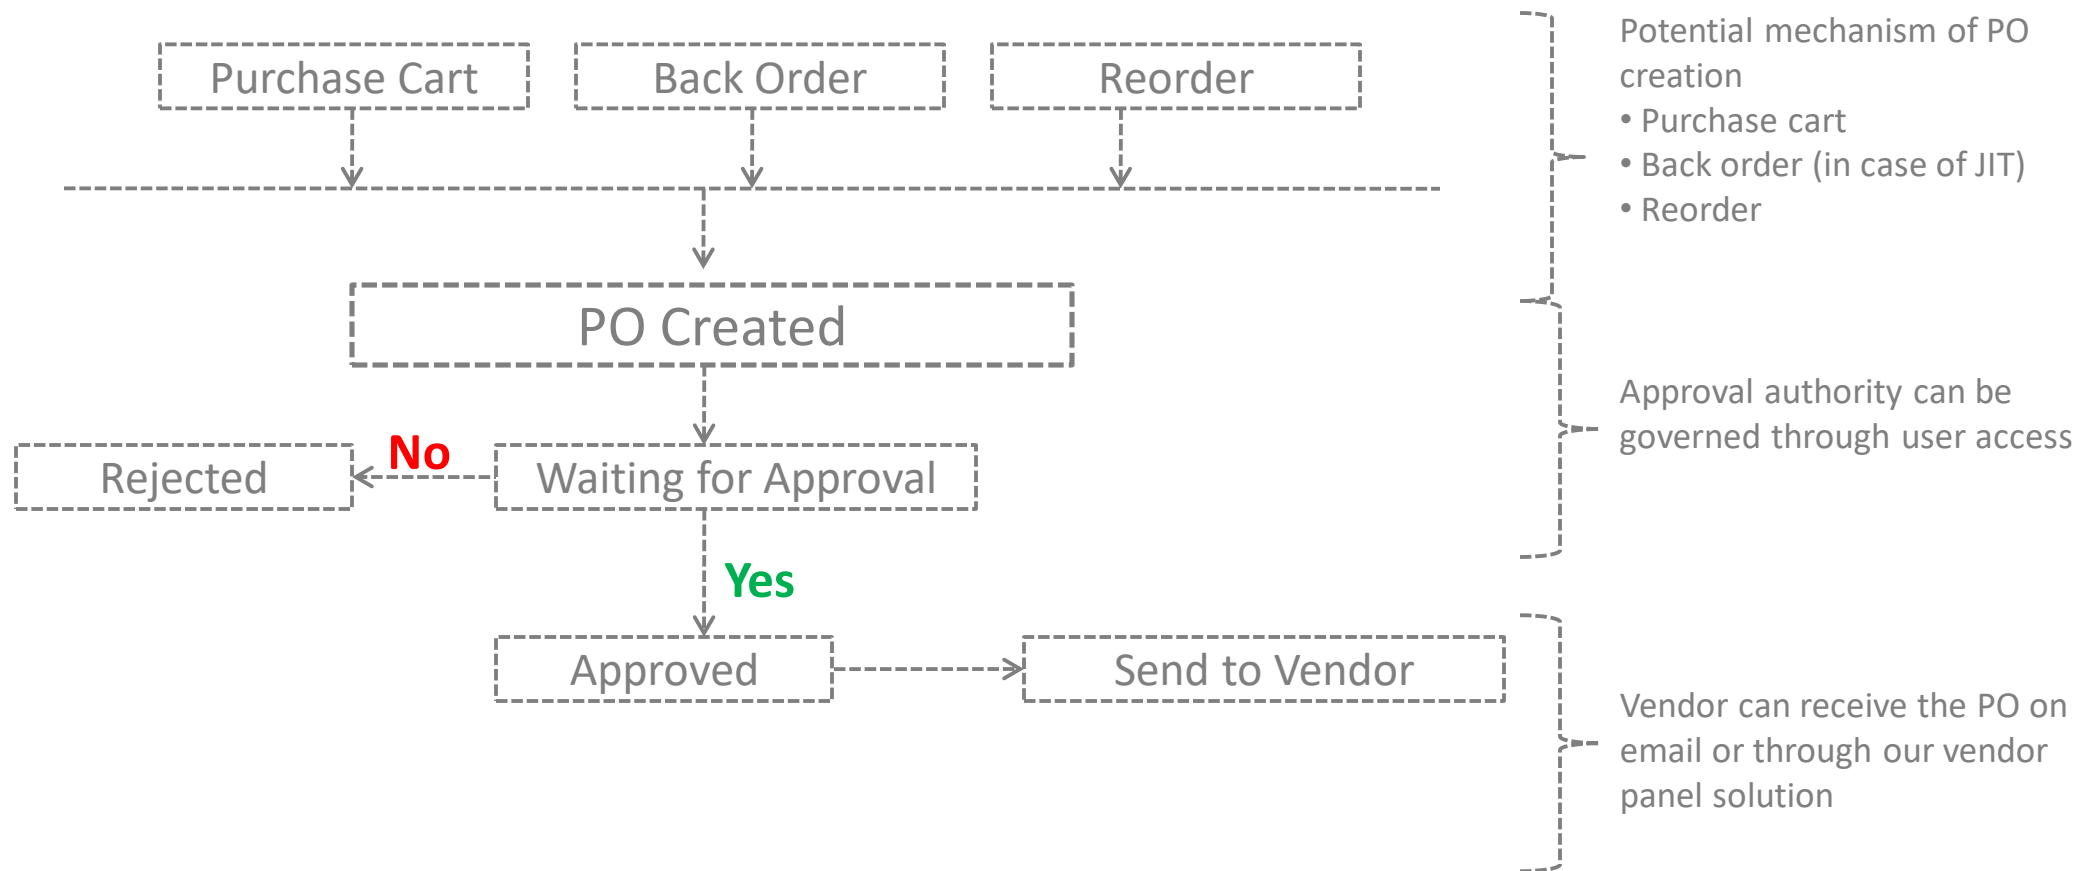 Purchase Cart
Back Order
Reorder
PO Created
No
Rejected
Waiting for Approval
Yes
Approved
Send to Vendor
Potential mechanism of PO
creation
• Purchase cart
• Back order (in case of JIT)
• Reorder
Approval authority can be
governed through user access
Vendor can receive the PO on
email or through our vendor
panel solution